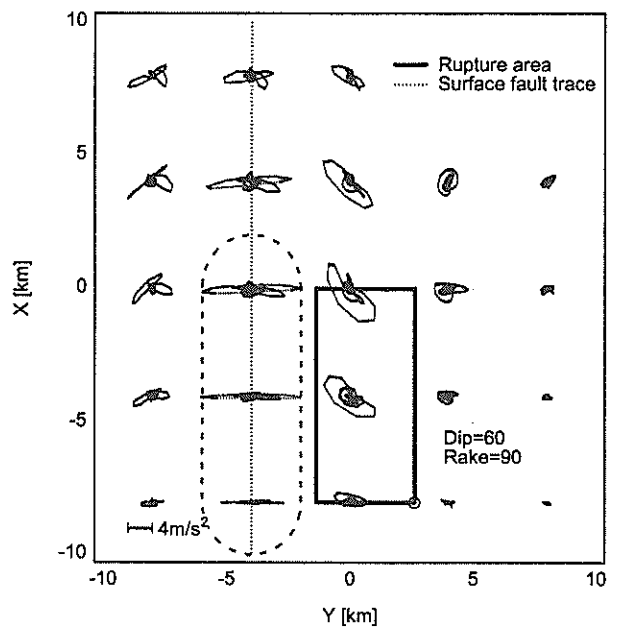 10
Rupture area
Surface fault trace
5
X [km]
0
-5
Dip=60
Rake=90
4m/s²
-10
-10
-5
0
5
10
Y [km]